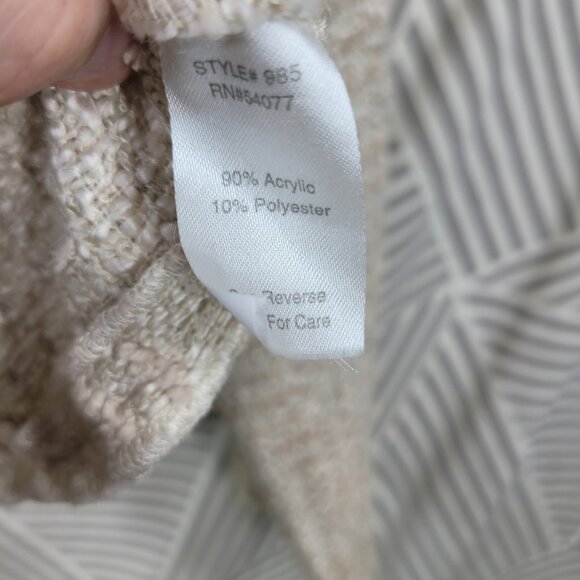 STYLE# 985
RN#54077
90% Acrylic
10% Polyester
Reverse
For Care